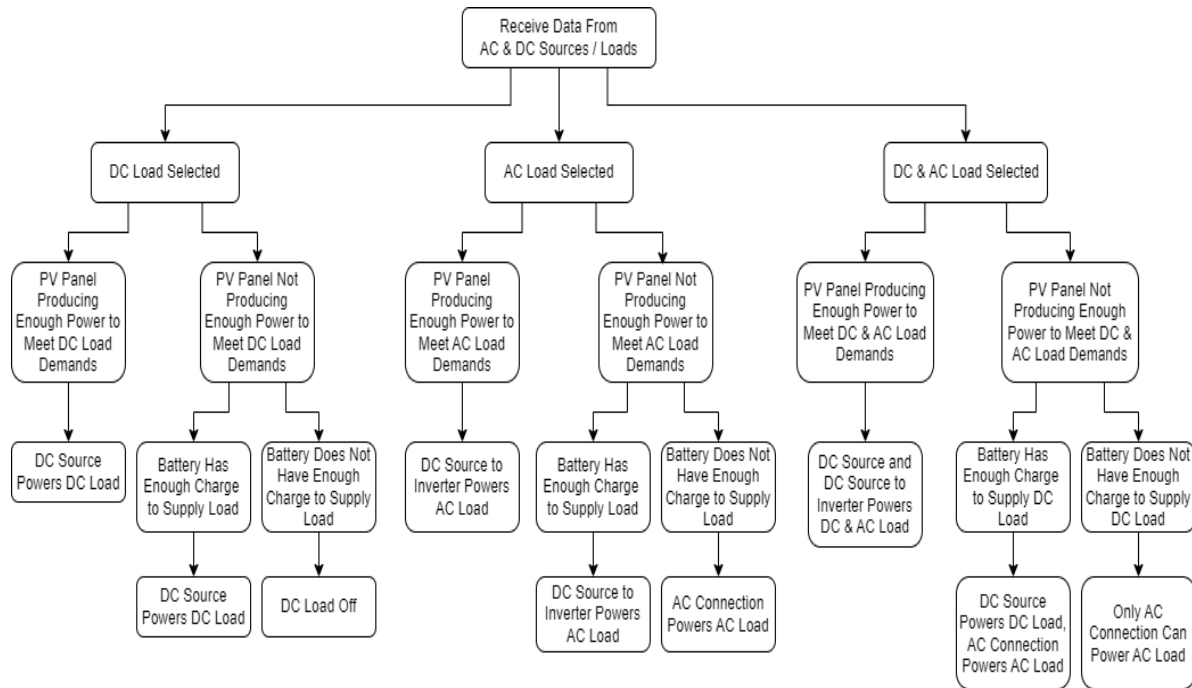 Receive Data From
AC & DC Sources / Loads
DC Load Selected
AC Load Selected
DC & AC Load Selected
PV Panel
Producing
Enough Power to
Meet DC Load
Demands
PV Panel Not
Producing
Enough Power to
Meet DC Load
Demands
PV Panel
Producing
Enough Power to
Meet AC Load
Demands
PV Panel Not
Producing
Enough Power to
Meet AC Load
Demands
PV Panel Producing
Enough Power to
Meet DC & AC Load
Demands
PV Panel Not
Producing Enough
Power to Meet DC &
AC Load Demands
DC Source
Powers DC Load
Battery Has
Enough Charge
to Supply Load
Battery Does Not
Have Enough
Charge to Supply
Load
DC Source to
Inverter Powers
AC Load
Battery Has
Enough Charge
to Supply Load
Battery Does Not
Have Enough
Charge to Supply
Load
DC Source and
DC Source to
Inverter Powers
DC & AC Load
Battery Has
Enough Charge
to Supply DC
Load
Battery Does Not
Have Enough
Charge to Supply
DC Load
DC Source
Powers DC Load
DC Load Off
DC Source to
Inverter Powers
AC Load
AC Connection
Powers AC Load
DC Source
Powers DC Load,
AC Connection
Powers AC Load
Only AC
Connection Can
Power AC Load